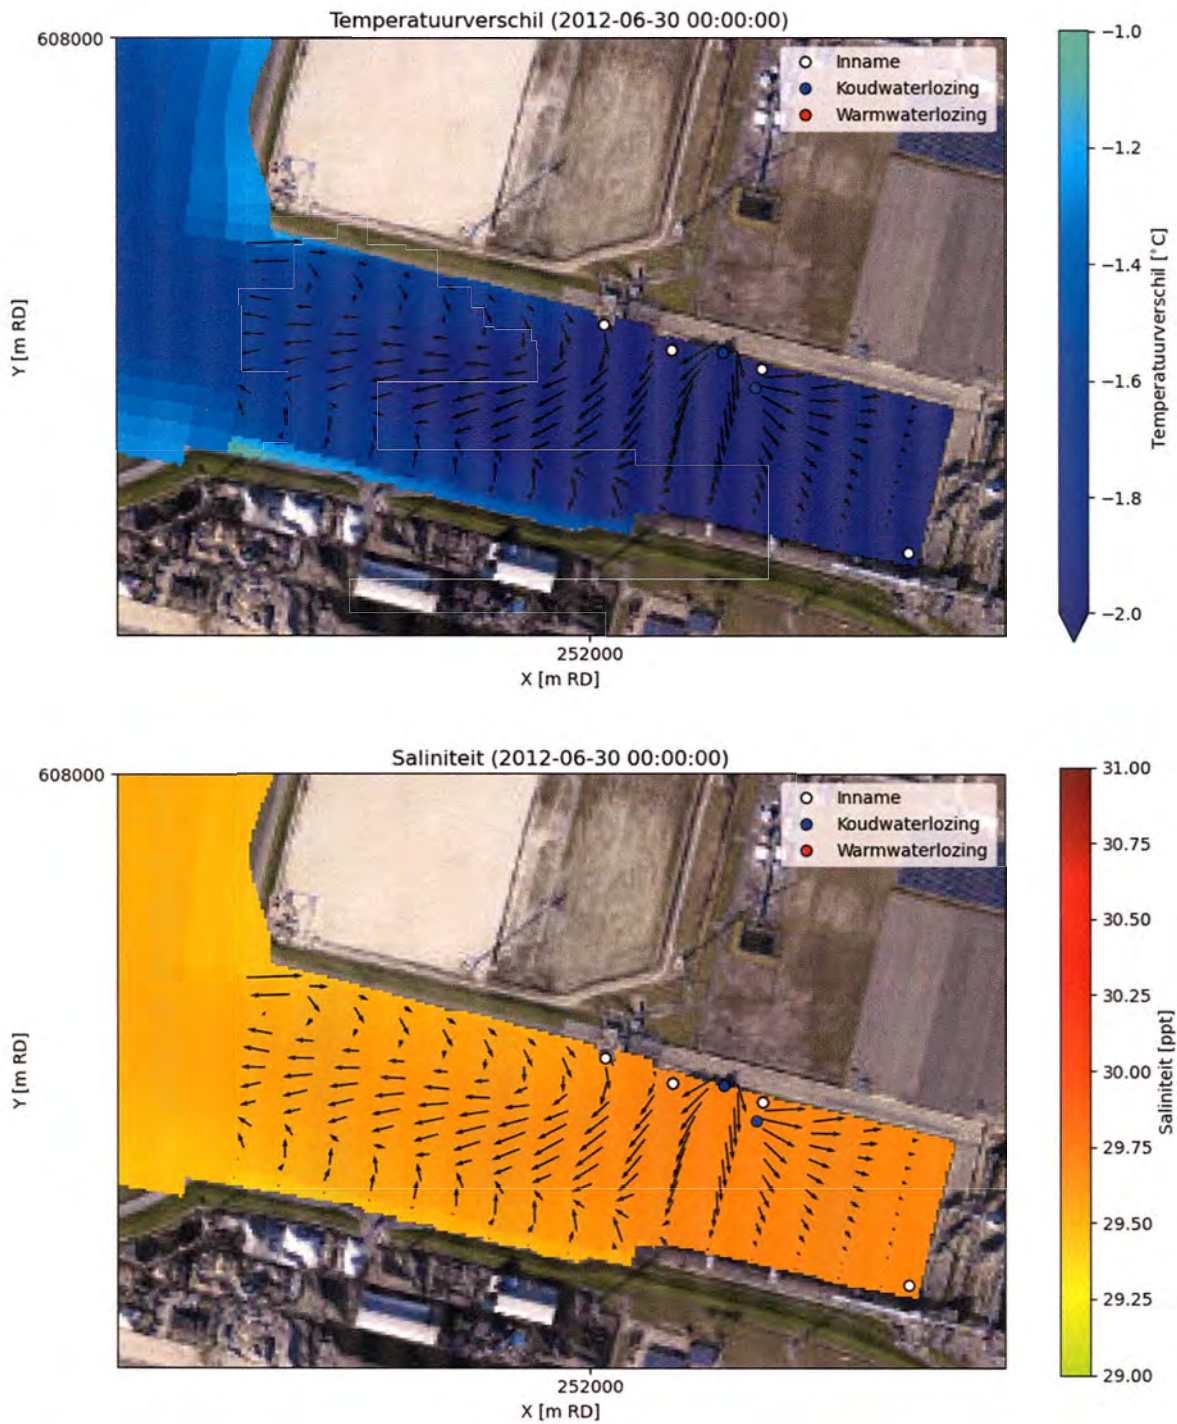 Temperatuurverschil (2012-06-30 00:00:00)
608000
Inname
Koudwaterlozing
Warmwaterlozing
Y [m RD]
252000
X [m RD]
−1.0
−1.2
−1.4
−1.6
−1.8
−2.0
Temperatuurverschil [°C]
Saliniteit (2012-06-30 00:00:00)
608000
Inname
Koudwaterlozing
Warmwaterlozing
Y [m RD]
252000
X [m RD]
31.00
30.75
30.50
30.25
30.00
29.75
29.50
29.25
29.00
Saliniteit [ppt]